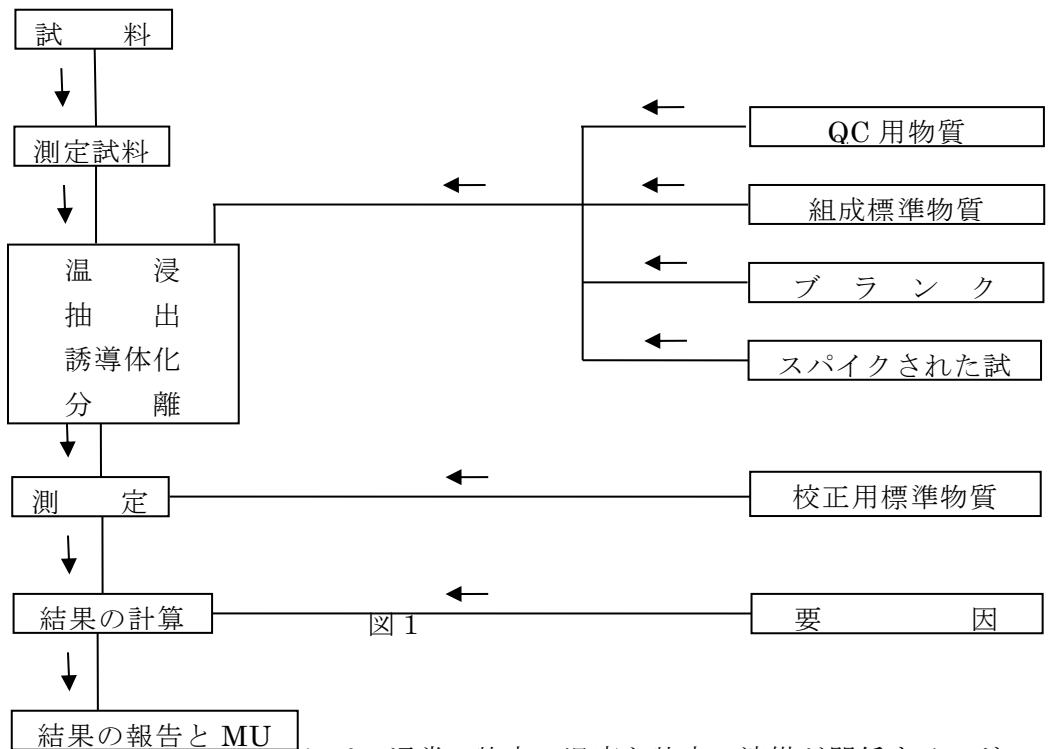 試　　料
測定試料
QC 用物質
組成標準物質
温　　浸
抽　　出
誘導体化
分　　離
ブ　ラ　ン　ク
スパイクされた試
測　　定
校正用標準物質
結果の計算
図 1
要　　因
結果の報告と MU